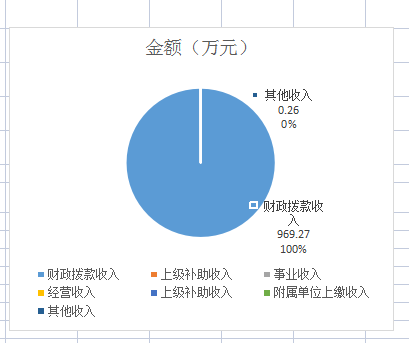 金额（万元）
其他收入
0.26
0%
财政拨款收
入
969.27
100%
财政拨款收入 上级补助收入 事业收入
经营收入 上级补助收入 附属单位上缴收入
其他收入